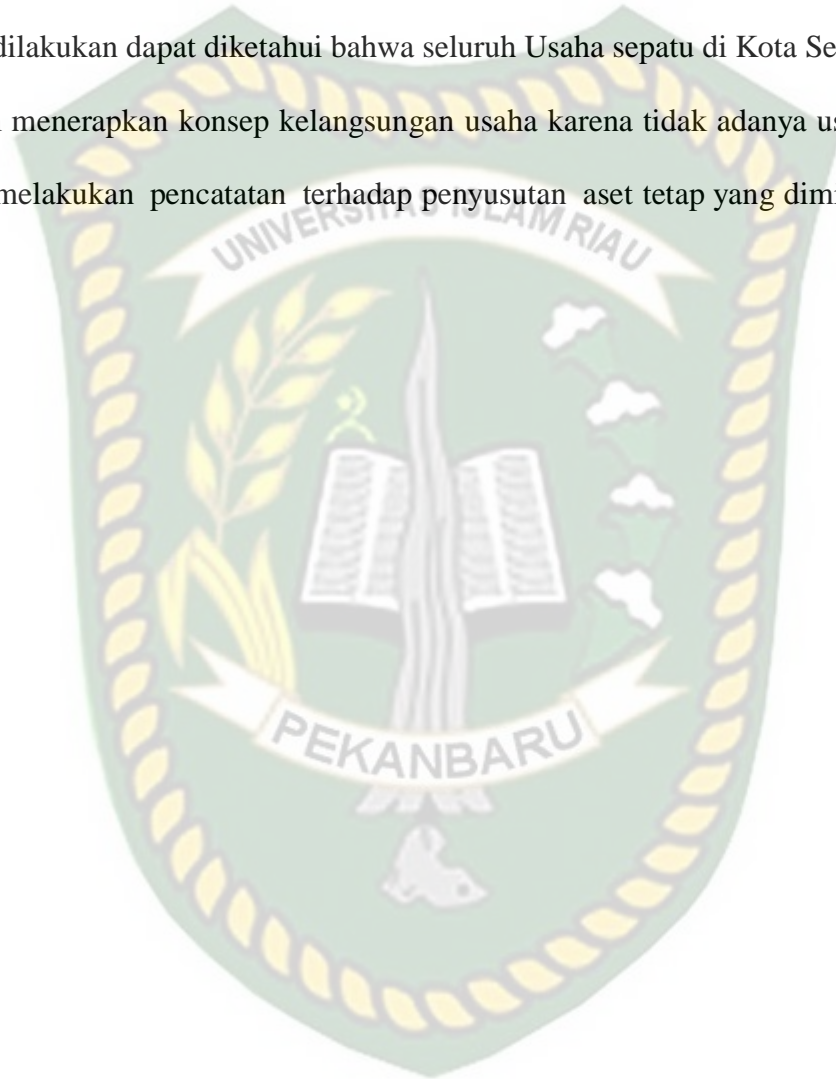 dilakukan dapat diketahui bahwa seluruh Usaha sepatu di Kota Se
menerapkan konsep kelangsungan usaha karena tidak adanya us
melakukan pencatatan terhadap penyusutan aset tetap yang dimi
UNIVERSITAS ISLAM RIAU
PEKANBARU